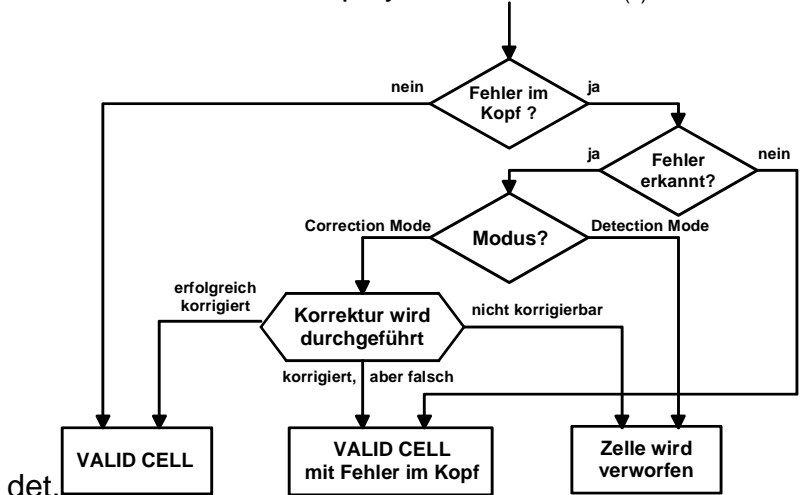 nein
Fehler im
Kopf ?
ja
ja
Fehler
erkannt?
nein
Correction Mode
Modus?
Detection Mode
erfolgreich
korrigiert
Korrektur wird
durchgeführt
nicht korrigierbar
korrigiert, aber falsch
VALID CELL
VALID CELL
mit Fehler im Kopf
Zelle wird
verworfen
det.